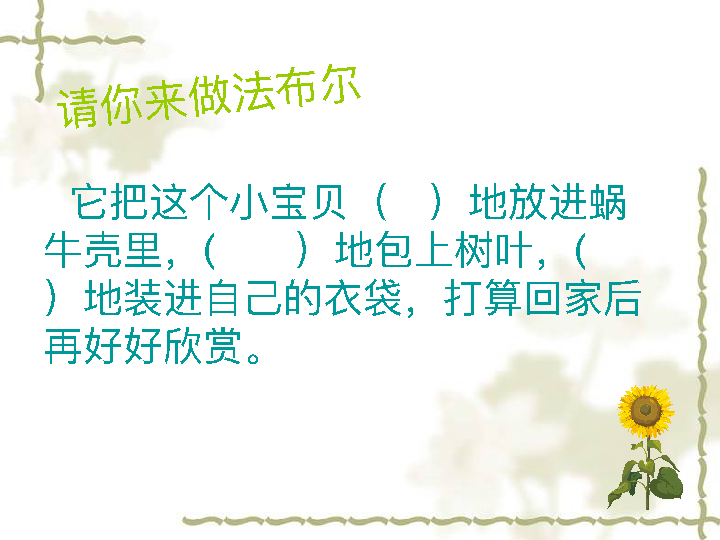 请你来做法布尔
它把这个小宝贝（　）地放进蜗
牛壳里，（　　）地包上树叶，（
）地装进自己的衣袋，打算回家后
再好好欣赏。